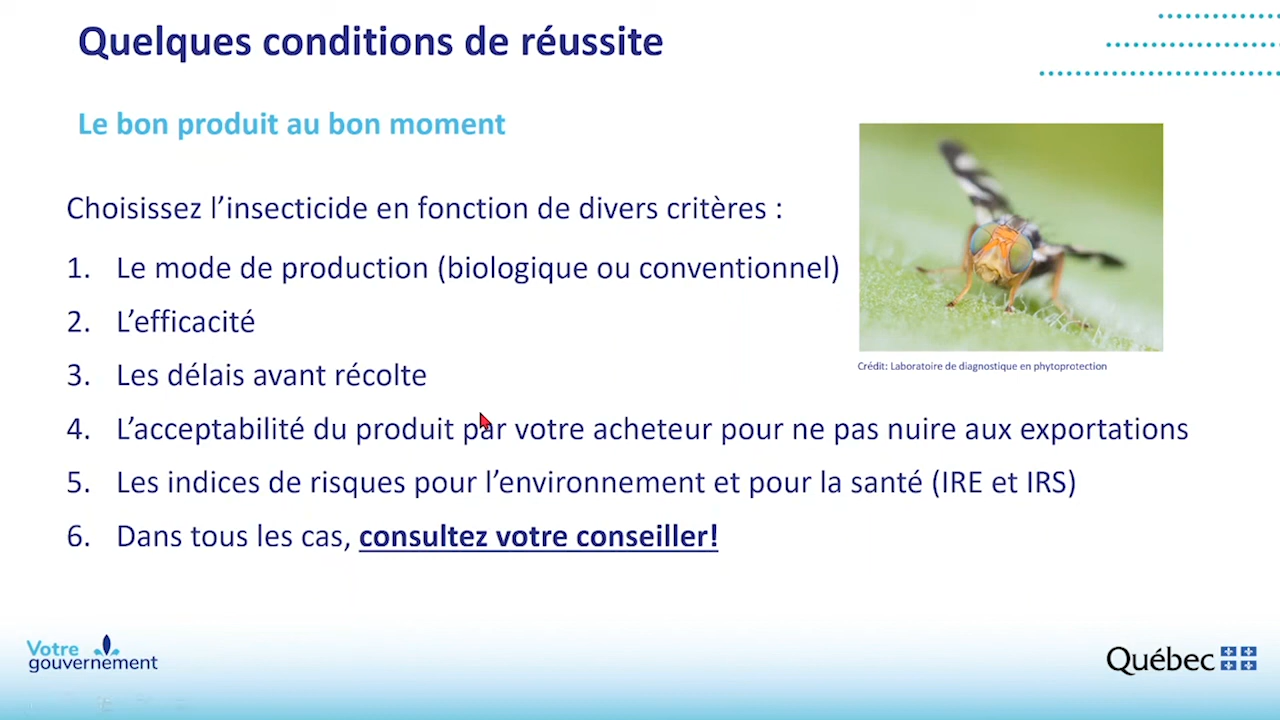 Quelques conditions de réussite
Le bon produit au bon moment
Choisissez l’insecticide en fonction de divers critères :
1. Le mode de production (biologique ou conventionnel)
2. L’efficacité
3. Les délais avant récolte
4. L’acceptabilité du produit par votre acheteur pour ne pas nuire aux exportations
5. Les indices de risques pour l’environnement et pour la santé (IRE et IRS)
6. Dans tous les cas, consultez votre conseiller!
Crédit: Laboratoire de diagnostique en phytoprotection
Votre
gouvernement
Québec